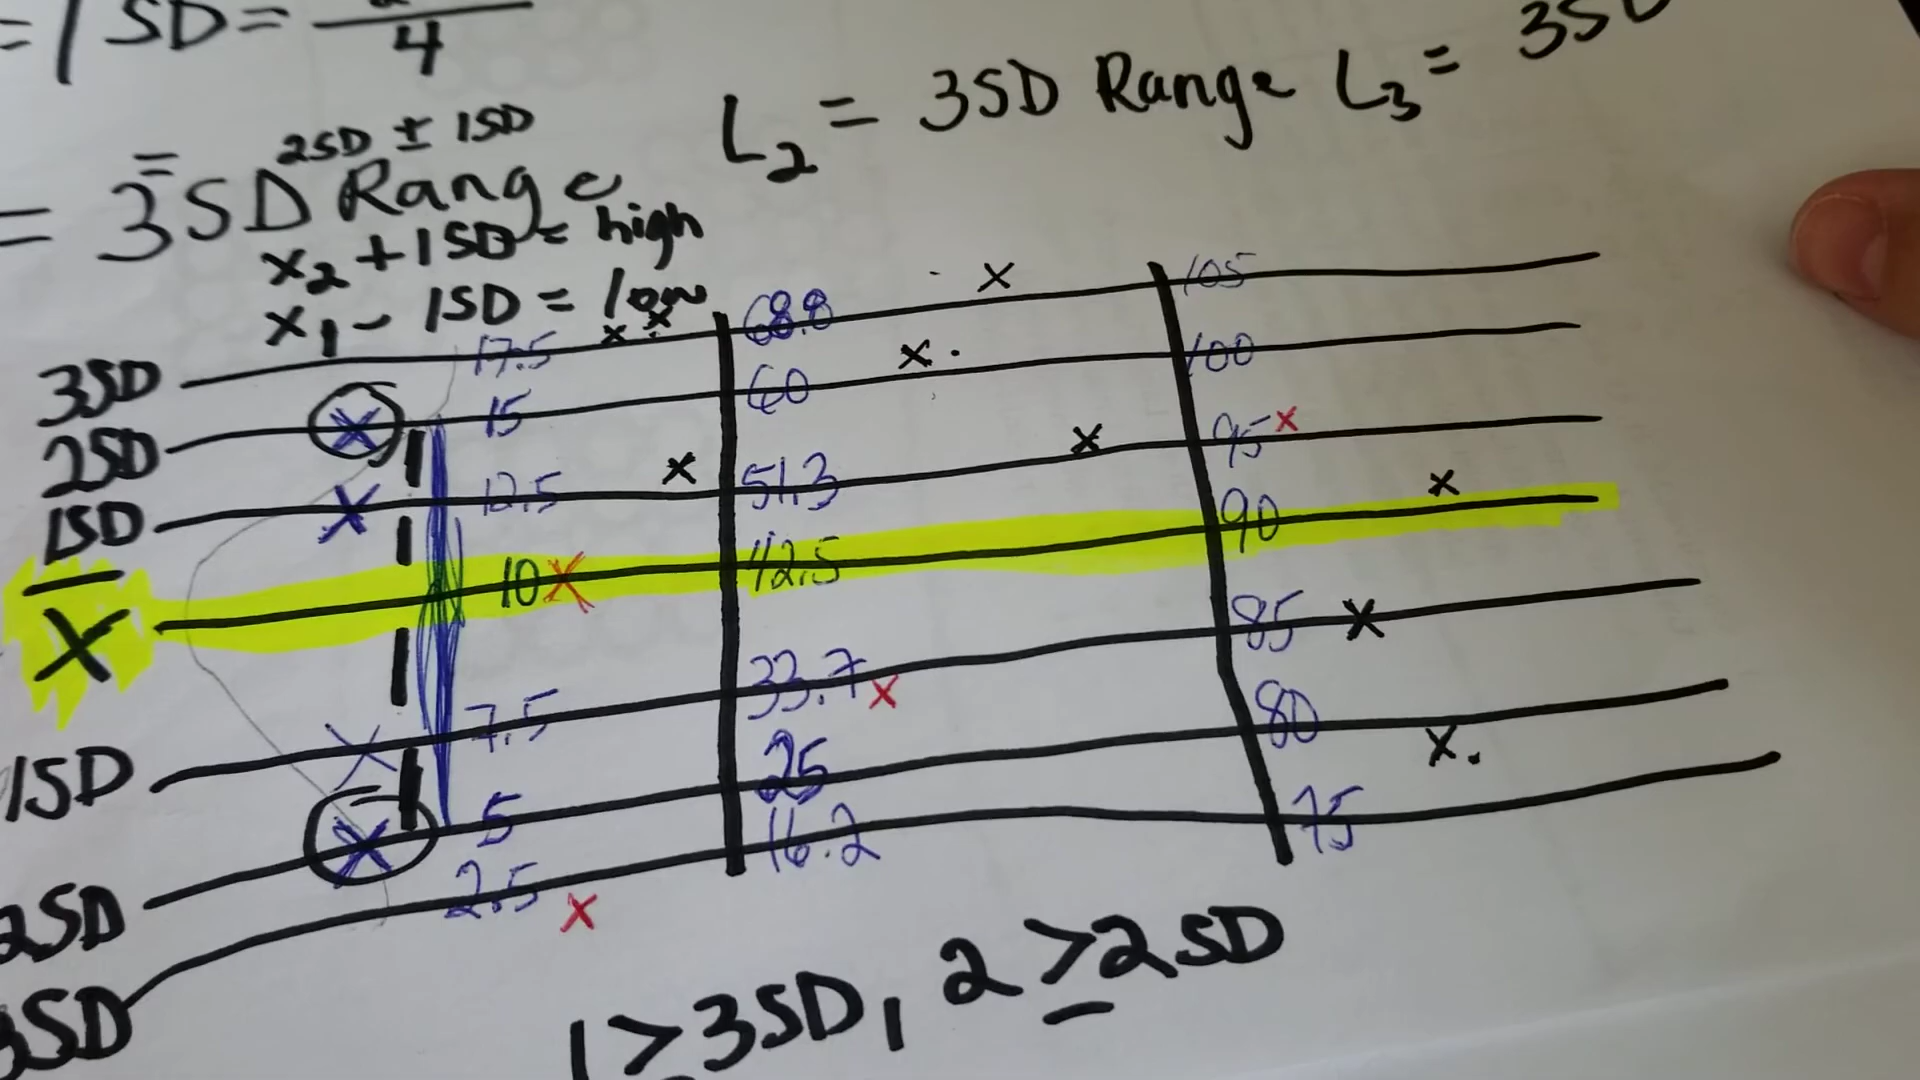 = 1SD = 4
2SD ± 1SD
= 3SD Range
L2 = 3SD Range L3 = 3SD
x2 + 1SD = high
x1 - 1SD = low
3SD 17.5 68.8 105
2SD 15 60 100
1SD 12.5 51.3 95
X 10 42.5 90
1SD 7.5 33.7 85
2SD 5 25 80
3SD 2.5 16.2 75
1 ≥ 3SD, 2 ≥ 2SD